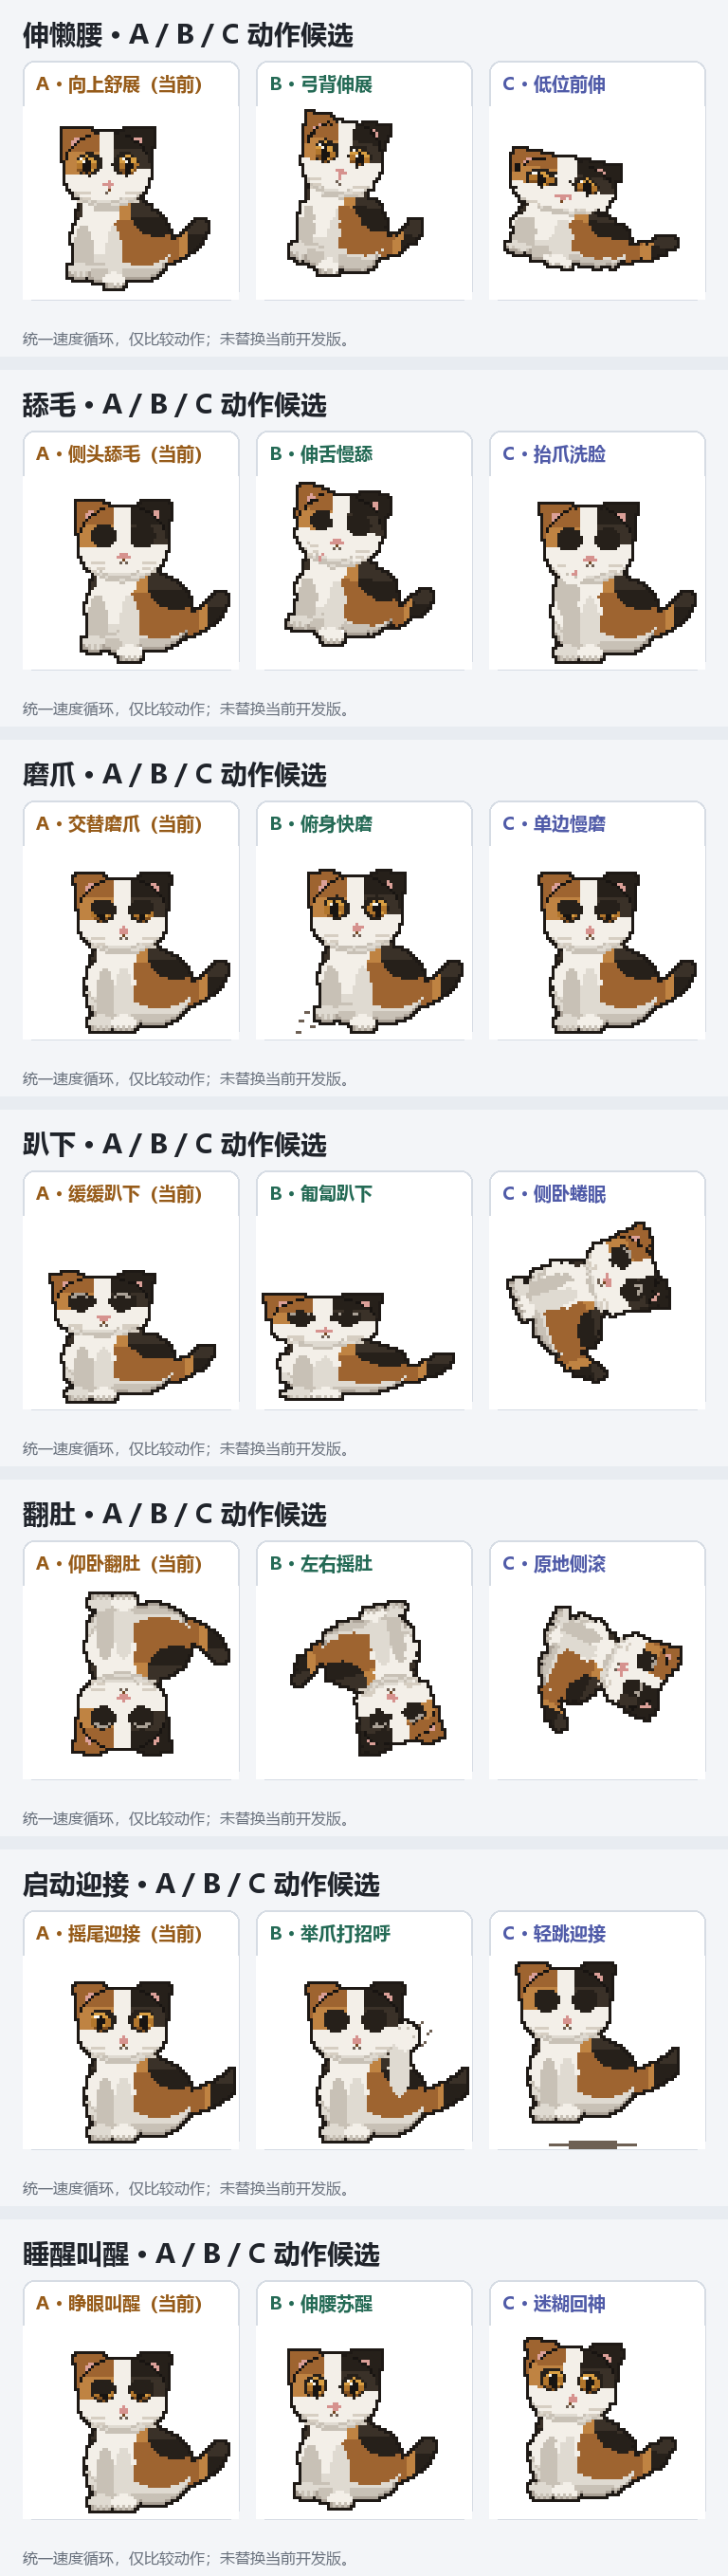 伸懒腰 • A / B / C 动作候选
A • 向上舒展（当前）
B • 弓背伸展
C • 低位前伸
统一速度循环，仅比较动作；未替换当前开发版。
舔毛 • A / B / C 动作候选
A • 侧头舔毛（当前）
B • 伸舌慢舔
C • 抬爪洗脸
统一速度循环，仅比较动作；未替换当前开发版。
磨爪 • A / B / C 动作候选
A • 交替磨爪（当前）
B • 俯身快磨
C • 单边慢磨
统一速度循环，仅比较动作；未替换当前开发版。
趴下 • A / B / C 动作候选
A • 缓缓趴下（当前）
B • 匍匐趴下
C • 侧卧蜷眠
统一速度循环，仅比较动作；未替换当前开发版。
翻肚 • A / B / C 动作候选
A • 仰卧翻肚（当前）
B • 左右摇肚
C • 原地侧滚
统一速度循环，仅比较动作；未替换当前开发版。
启动迎接 • A / B / C 动作候选
A • 摇尾迎接（当前）
B • 举爪打招呼
C • 轻跳迎接
统一速度循环，仅比较动作；未替换当前开发版。
睡醒叫醒 • A / B / C 动作候选
A • 睁眼叫醒（当前）
B • 伸腰苏醒
C • 迷糊回神
统一速度循环，仅比较动作；未替换当前开发版。